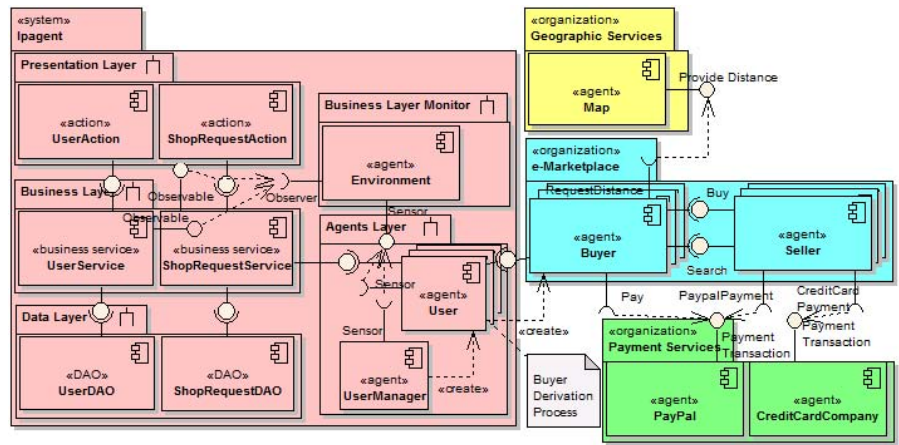 «system»
Ipagent
Presentation Layer
«action»
UserAction
«action»
ShopRequestAction
Business Layer
Observable
Observable
Observer
«business service»
UserService
«business service»
ShopRequestService
Data Layer
«DAO»
UserDAO
«DAO»
ShopRequestDAO
Business Layer Monitor
«agent»
Environment
Sensor
Agents Layer
Sensor
«agent»
User
Sensor
«agent»
UserManager
«create»
«create»
Buyer
Derivation
Process
«organization»
Geographic Services
«agent»
Map
Provide Distance
«organization»
e-Marketplace
RequestDistance
«agent»
Buyer
Buy
Search
«agent»
Seller
Pay
PaypalPayment
CreditCard
Payment
«organization»
Payment Services
Payment
Transaction
Payment
Transaction
«agent»
PayPal
«agent»
CreditCardCompany